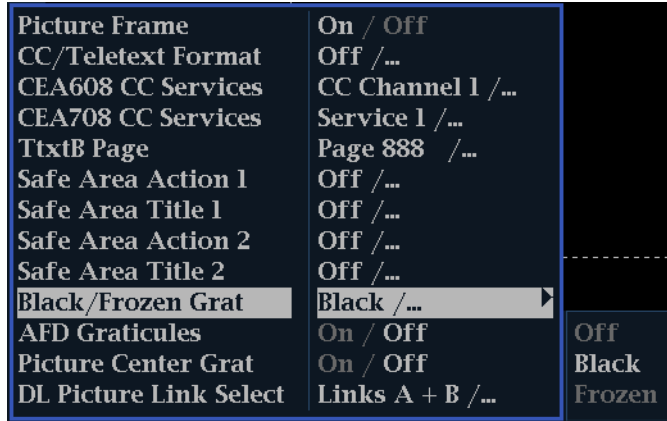 Picture Frame On / Off
CC/Teletext Format Off /...
CEA608 CC Services CC Channel 1 /...
CEA708 CC Services Service 1 /...
TtxtB Page Page 888 /...
Safe Area Action 1 Off /...
Safe Area Title 1 Off /...
Safe Area Action 2 Off /...
Safe Area Title 2 Off /...
Black/Frozen Grat Black /...
AFD Graticules On / Off
Picture Center Grat On / Off
DL Picture Link Select Links A + B /...
Off
Black
Frozen